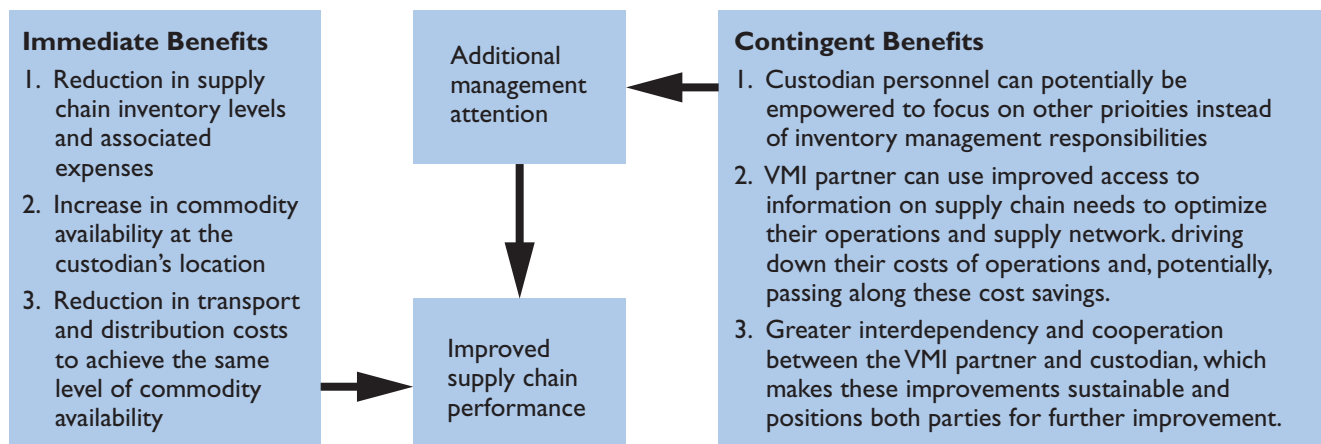 Immediate Benefits
1. Reduction in supply
chain inventory levels
and associated
expenses
2. Increase in commodity
availability at the
custodian's location
3. Reduction in transport
and distribution costs
to achieve the same
level of commodity
availability
Additional
management
attention
Improved
supply chain
performance
Contingent Benefits
1. Custodian personnel can potentially be
empowered to focus on other prioities instead
of inventory management responsibilities
2. VMI partner can use improved access to
information on supply chain needs to optimize
their operations and supply network. driving
down their costs of operations and, potentially,
passing along these cost savings.
3. Greater interdependency and cooperation
between the VMI partner and custodian, which
makes these improvements sustainable and
positions both parties for further improvement.